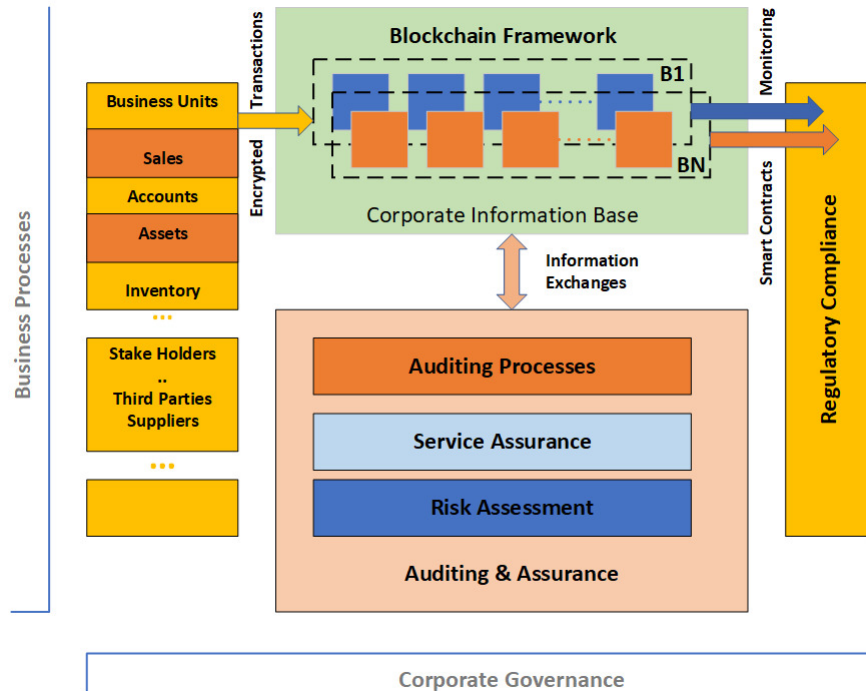 Business Processes
Business Units
Sales
Accounts
Assets
Inventory
...
Stake Holders
..
Third Parties
Suppliers
...
Encrypted Transactions
Blockchain Framework
B1
BN
Corporate Information Base
Information
Exchanges
Auditing Processes
Service Assurance
Risk Assessment
Auditing & Assurance
Monitoring
Smart Contracts
Regulatory Compliance
Corporate Governance